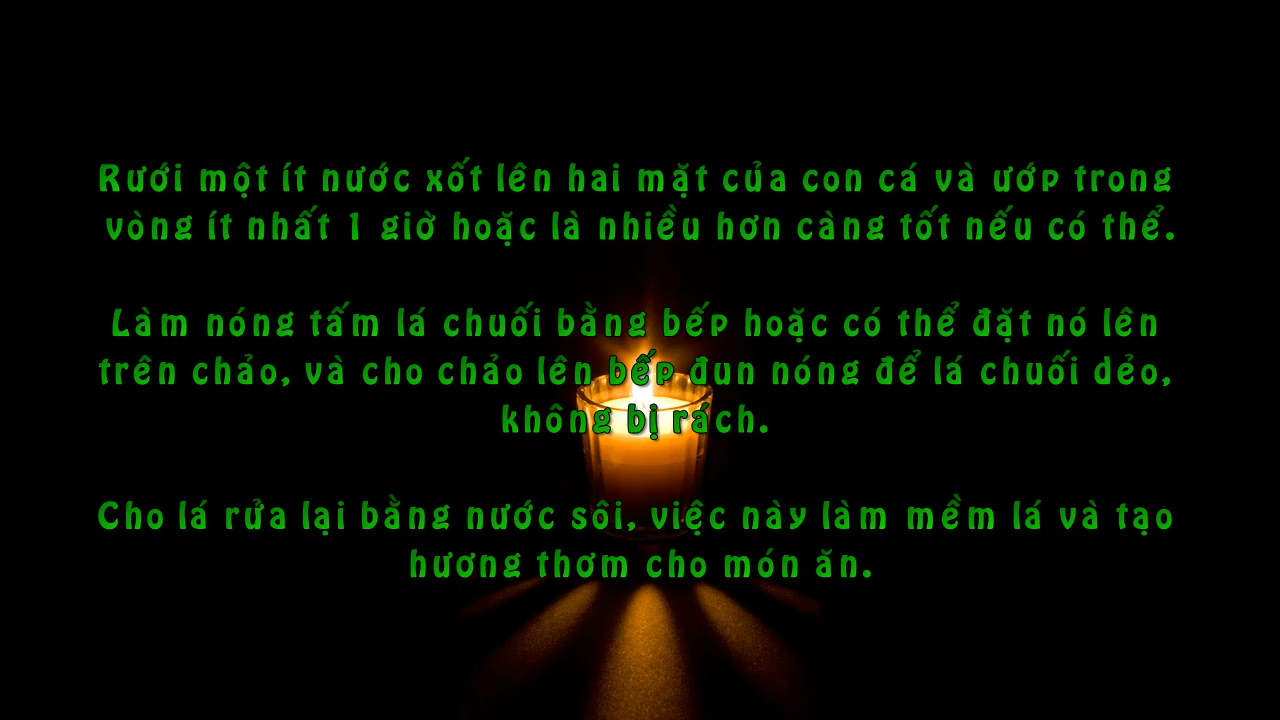 Rưới một ít nước xốt lên hai mặt của con cá và ướp trong
vòng ít nhất 1 giờ hoặc là nhiều hơn càng tốt nếu có thể.
Làm nóng tấm lá chuối bằng bếp hoặc có thể đặt nó lên
trên chảo, và cho chảo lên bếp đun nóng để lá chuối dẻo,
không bị rách.
Cho lá rửa lại bằng nước sôi, việc này làm mềm lá và tạo
hương thơm cho món ăn.